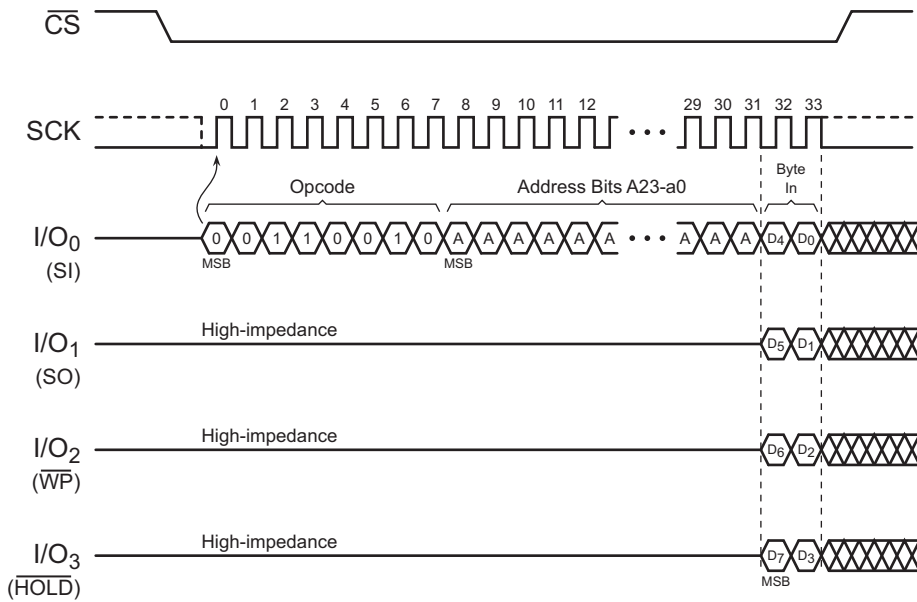 CS
0 1 2 3 4 5 6 7 8 9 10 11 12 29 30 31 32 33
SCK
Opcode Address Bits A23-a0 Byte In
I/O0 0 0 1 1 0 0 1 0 A A A A A A A A A D4 D0
(SI) MSB MSB
I/O1 High-impedance D5 D1
(SO)
I/O2 High-impedance D6 D2
(WP)
I/O3 High-impedance D7 D3
(HOLD) MSB